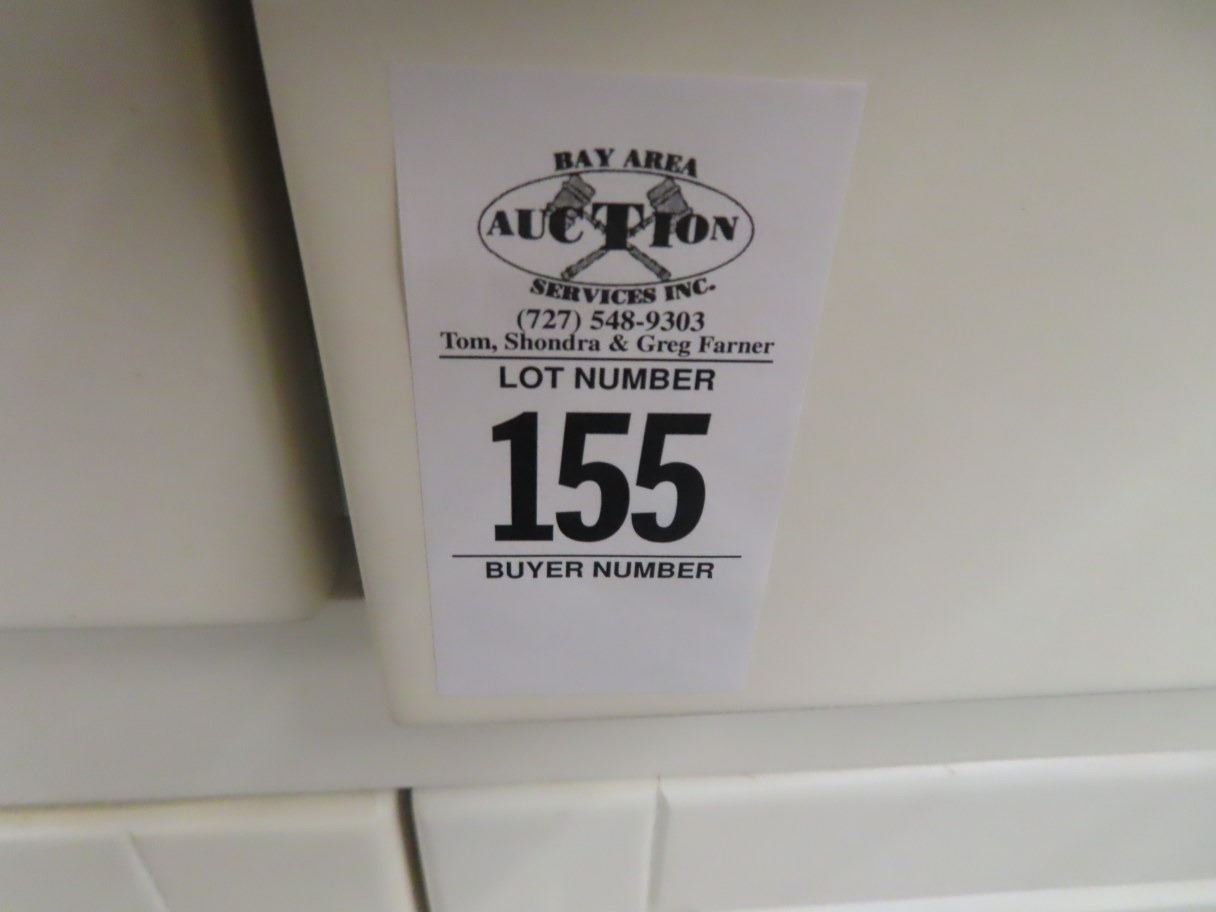 BAY AREA
AUCTION
SERVICES INC.
(727) 548-9303
Tom, Shondra & Greg Farner
LOT NUMBER
155
BUYER NUMBER